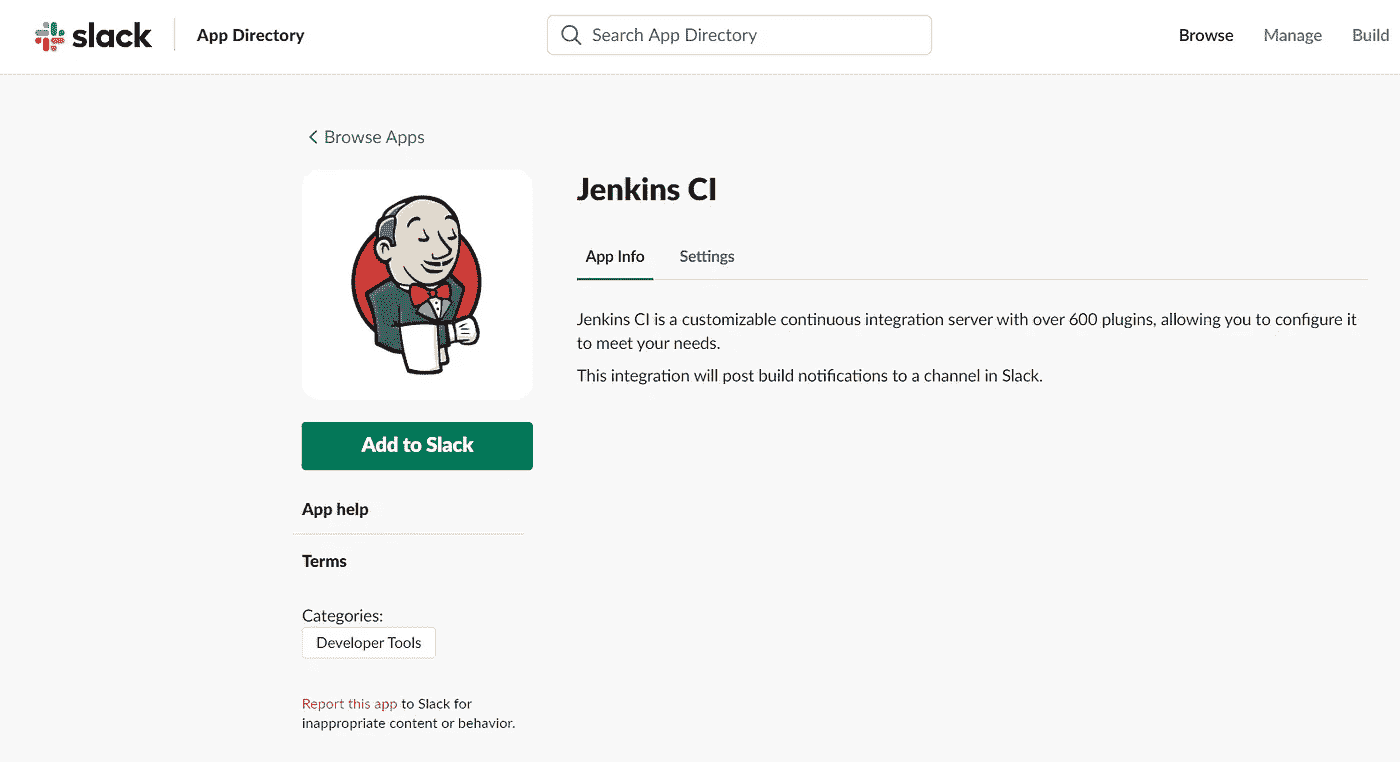 slack
App Directory
Search App Directory
Browse
Manage
Build
Browse Apps
Jenkins CI
App Info
Settings
Jenkins CI is a customizable continuous integration server with over 600 plugins, allowing you to configure it
to meet your needs.
This integration will post build notifications to a channel in Slack.
Add to Slack
App help
Terms
Categories:
Developer Tools
Report this app to Slack for
inappropriate content or behavior.